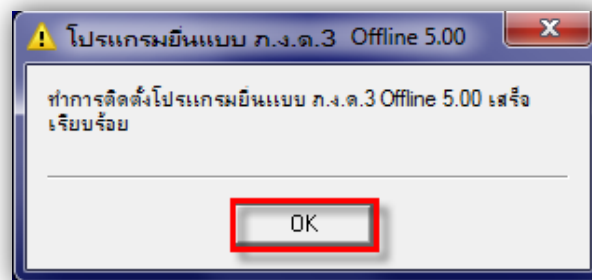 โปรแกรมยื่นแบบ ภ.ง.ด.3 Offline 5.00
ทำการติดตั้งโปรแกรมยื่นแบบ ภ.ง.ด.3 Offline 5.00 เสร็จ
เรียบร้อย
OK